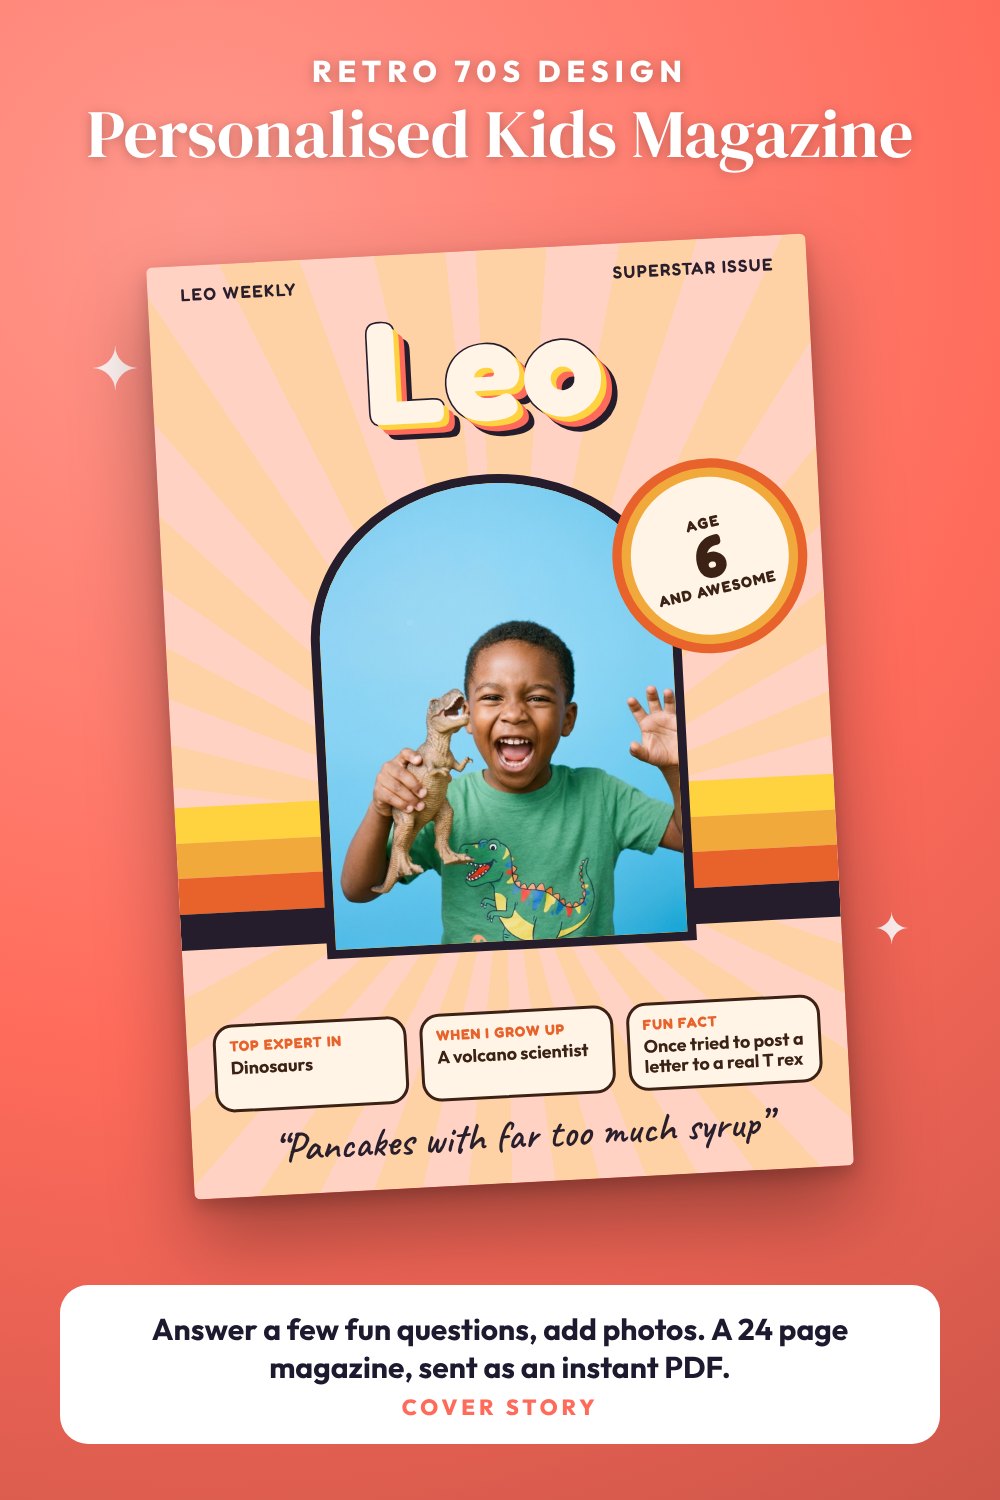 RETRO 70S DESIGN
Personalised Kids Magazine
LEO WEEKLY
SUPERSTAR ISSUE
Leo
AGE
6
AND AWESOME
TOP EXPERT IN
Dinosaurs
WHEN I GROW UP
A volcano scientist
FUN FACT
Once tried to post a
letter to a real T rex
“Pancakes with far too much syrup”
Answer a few fun questions, add photos. A 24 page
magazine, sent as an instant PDF.
COVER STORY